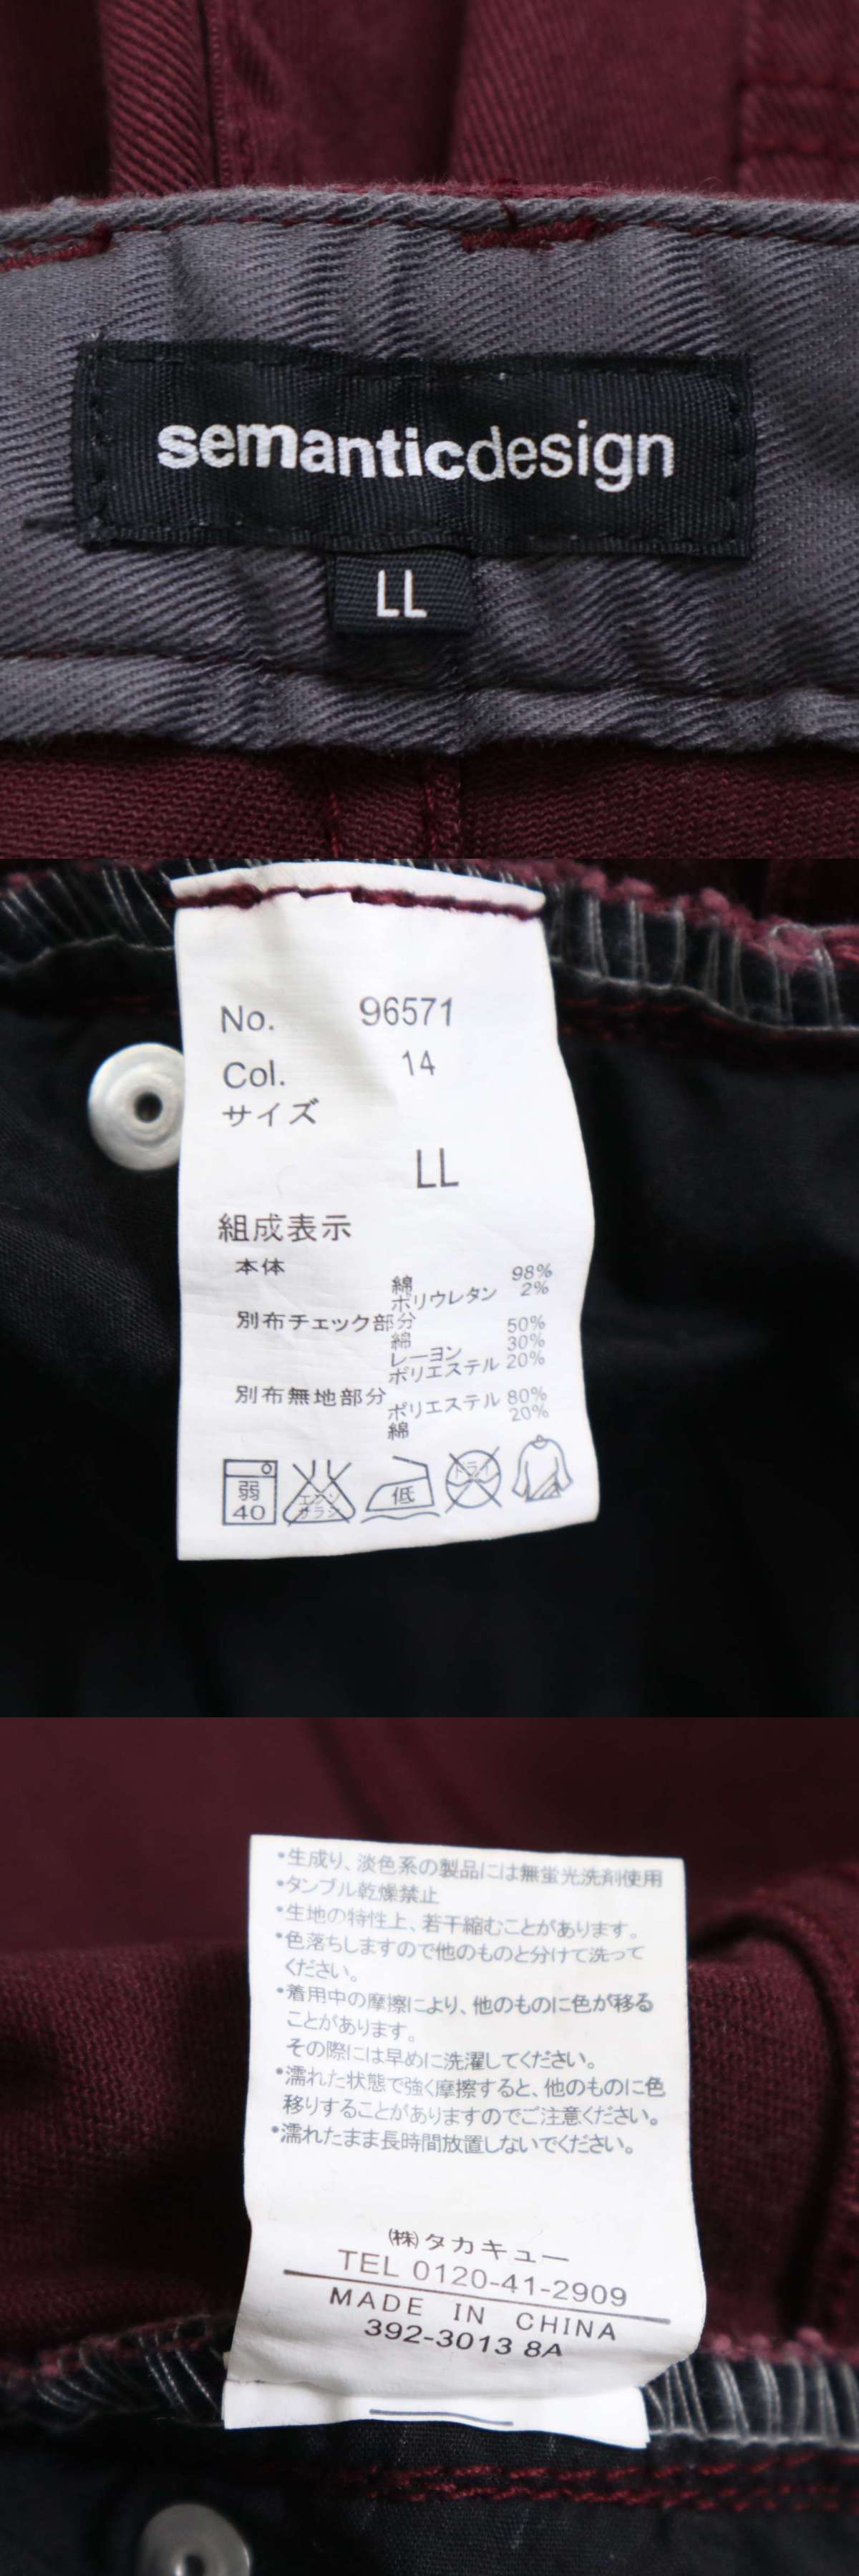 semanticdesign
LL
No. 96571
Col. 14
サイズ
LL
組成表示
本体
綿 98%
ポリウレタン 2%
別布チェック部分
綿 50%
レーヨン 30%
ポリエステル 20%
別布無地部分
ポリエステル 80%
綿 20%
弱 40 エンソ サラシ 低 ドライ
•生成り、淡色系の製品には無蛍光洗剤使用
•タンブル乾燥禁止
•生地の特性上、若干縮むことがあります。
•色落ちしますので他のものと分けて洗って
ください。
•着用中の摩擦により、他のものに色が移る
ことがあります。
その際には早めに洗濯してください。
•濡れた状態で強く摩擦すると、他のものに色
移りすることがありますのでご注意ください。
•濡れたまま長時間放置しないでください。
㈱タカキュー
TEL 0120-41-2909
MADE IN CHINA
392-3013 8A